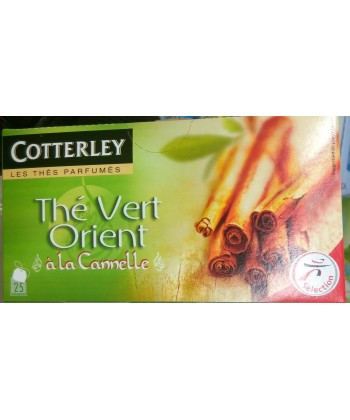 COTTERLEY
LES THÉS PARFUMÉS
Thé Vert
Orient
à la Cannelle
25
Sélection